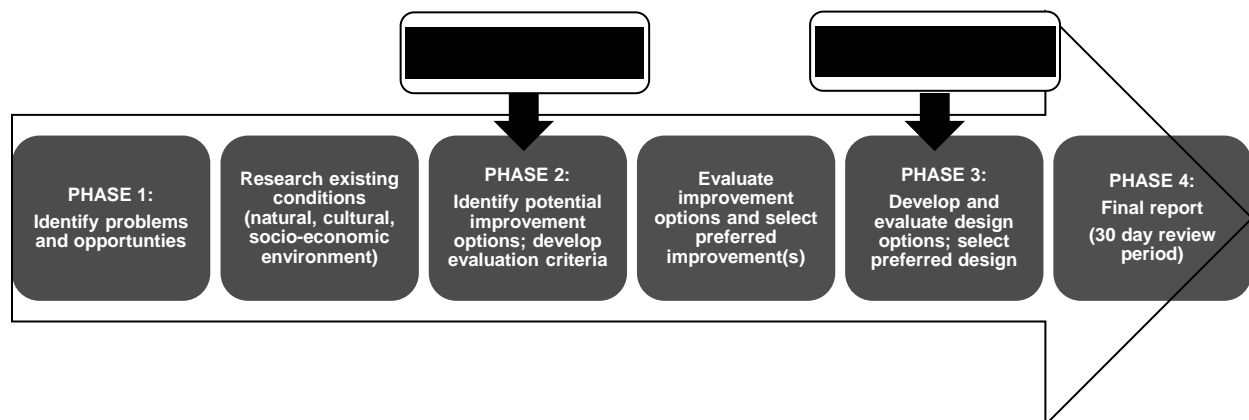 PHASE 1:
Identify problems
and opportunties
Research existing
conditions
(natural, cultural,
socio-economic
environment)
PHASE 2:
Identify potential
improvement
options; develop
evaluation criteria
Evaluate
improvement
options and select
preferred
improvement(s)
PHASE 3:
Develop and
evaluate design
options; select
preferred design
PHASE 4:
Final report
(30 day review
period)